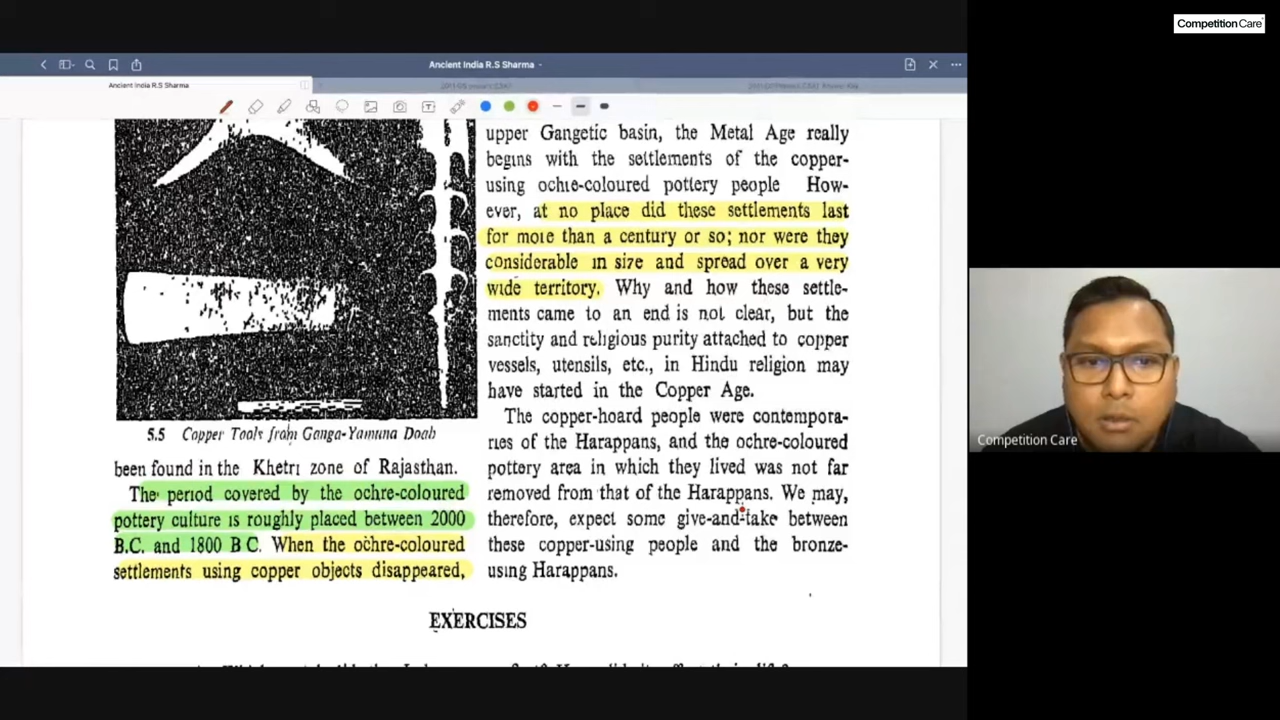 CompetitionCare
Ancient India R.S Sharma
Ancient India R.S Sharma
5.5 Copper Tools from Ganga-Yamuna Doab
been found in the Khetri zone of Rajasthan.
The period covered by the ochre-coloured
pottery culture is roughly placed between 2000
B.C. and 1800 B C. When the ochre-coloured
settlements using copper objects disappeared,
upper Gangetic basin, the Metal Age really
begins with the settlements of the copper-
using ochre-coloured pottery people How-
ever, at no place did these settlements last
for more than a century or so; nor were they
considerable in size and spread over a very
wide territory. Why and how these settle-
ments came to an end is not clear, but the
sanctity and religious purity attached to copper
vessels, utensils, etc., in Hindu religion may
have started in the Copper Age.
The copper-hoard people were contempora-
ries of the Harappans, and the ochre-coloured
pottery area in which they lived was not far
removed from that of the Harappans. We may,
therefore, expect some give-and-take between
these copper-using people and the bronze-
using Harappans.
EXERCISES
Competition Care